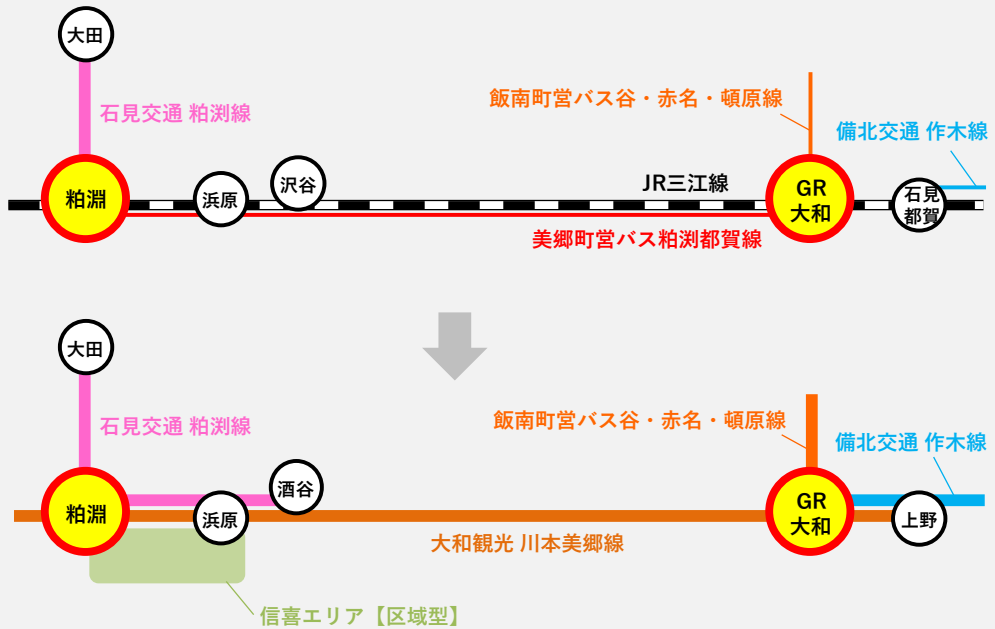 大田
石見交通 粕渕線
飯南町営バス谷・赤名・頓原線
備北交通 作木線
粕淵
浜原
沢谷
JR三江線
GR
大和
石見
都賀
美郷町営バス粕渕都賀線
大田
石見交通 粕渕線
飯南町営バス谷・赤名・頓原線
備北交通 作木線
粕淵
浜原
酒谷
GR
大和
上野
大和観光 川本美郷線
信喜エリア【区域型】